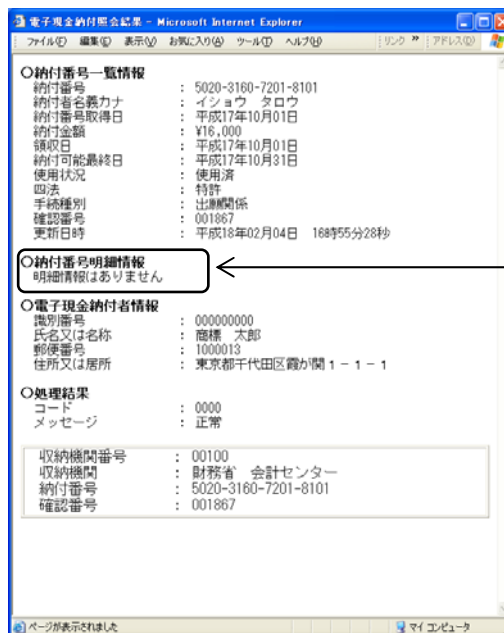 電子現金納付照会結果 - Microsoft Internet Explorer
ファイル(F) 編集(E) 表示(V) お気に入り(A) ツール(T) ヘルプ(H) リンク » アドレス(D)
○納付番号一覧情報
納付番号 : 5020-3160-7201-8101
納付者名義カナ : イショウ タロウ
納付番号取得日 : 平成17年10月01日
納付金額 : ¥16,000
領収日 : 平成17年10月01日
納付可能最終日 : 平成17年10月31日
使用状況 : 使用済
四法 : 特許
手続種別 : 出願関係
確認番号 : 001867
更新日時 : 平成18年02月04日 16時55分28秒
○納付番号明細情報
明細情報はありません
○電子現金納付者情報
識別番号 : 000000000
氏名又は名称 : 商標 太郎
郵便番号 : 1000013
住所又は居所 : 東京都千代田区霞が関1-1-1
○処理結果
コード : 0000
メッセージ : 正常
収納機関番号 : 00100
収納機関 : 財務省 会計センター
納付番号 : 5020-3160-7201-8101
確認番号 : 001867
ページが表示されました マイ コンピュータ